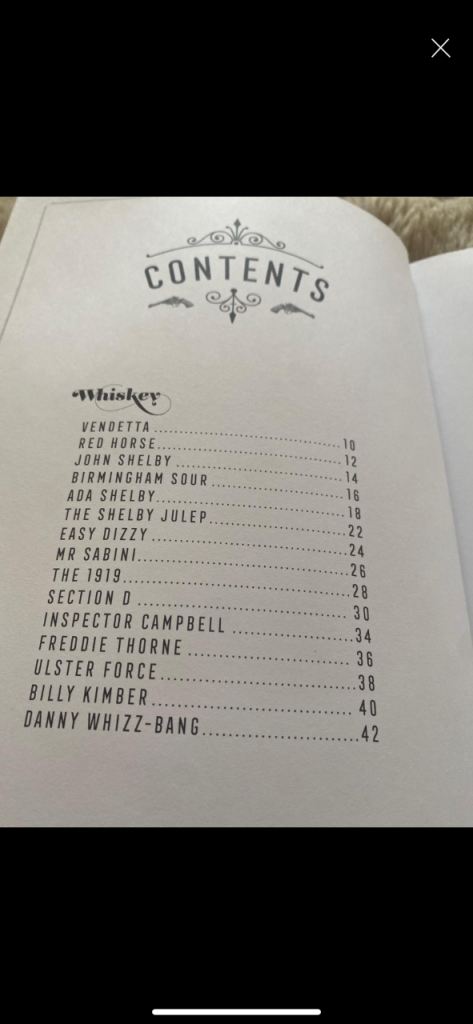 CONTENTS
Whiskey
VENDETTA ........................................ 10
RED HORSE ........................................ 12
JOHN SHELBY ........................................ 14
BIRMINGHAM SOUR ........................................ 16
ADA SHELBY ........................................ 18
THE SHELBY JULEP ........................................ 22
EASY DIZZY ........................................ 24
MR SABINI ........................................ 26
THE 1919 ........................................ 28
SECTION D ........................................ 30
INSPECTOR CAMPBELL ........................................ 34
FREDDIE THORNE ........................................ 36
ULSTER FORCE ........................................ 38
BILLY KIMBER ........................................ 40
DANNY WHIZZ-BANG ........................................ 42